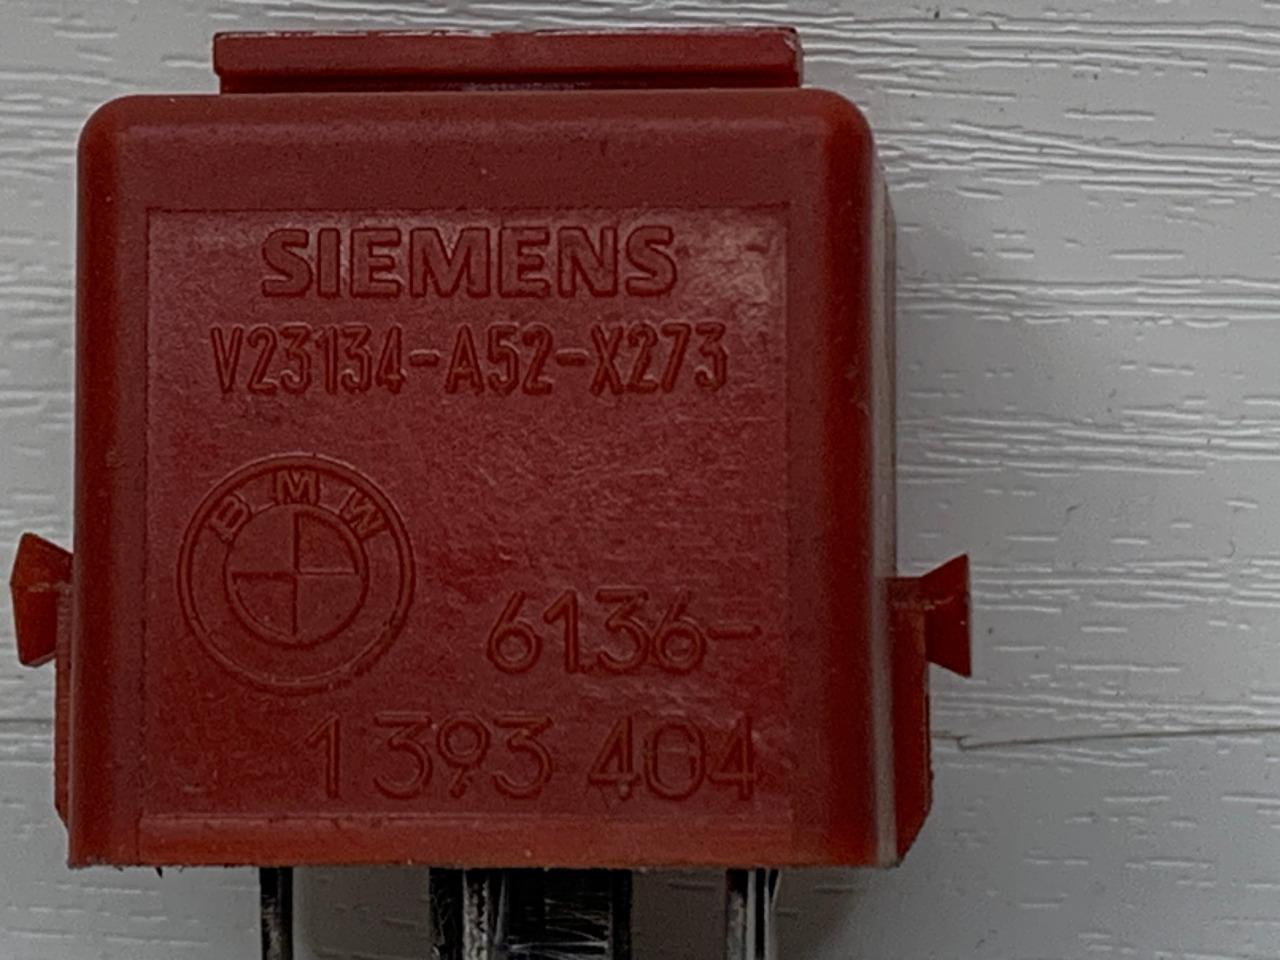 SIEMENS
V23134-A52-X273
BMW
6136-
1 393 404